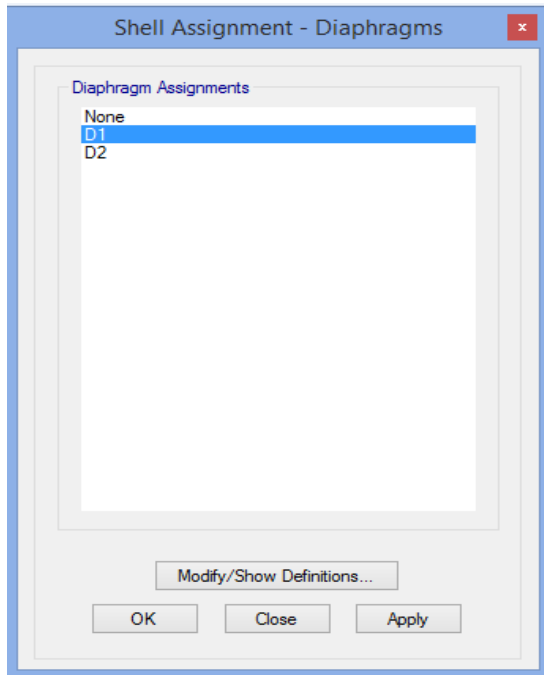 Shell Assignment - Diaphragms
x
Diaphragm Assignments
None
D1
D2
Modify/Show Definitions...
OK Close Apply